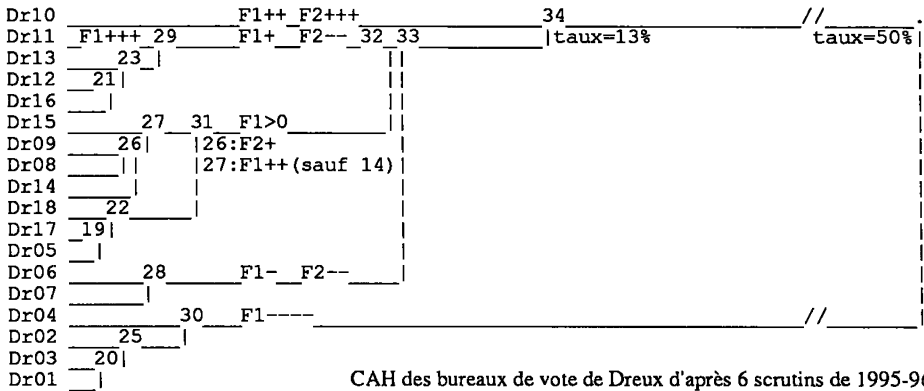 Dr10 F1++ F2+++ 34 //
Dr11 F1+++ 29 F1+ F2-- 32 33 |taux=13% taux=50%|
Dr13 23 |
Dr12 21|
Dr16 |
Dr15 27 31 F1>0
Dr09 26| |26:F2+
Dr08 || |27:F1++(sauf 14)|
Dr14 |
Dr18 22 |
Dr17 19|
Dr05 |
Dr06 28 F1- F2-- |
Dr07 |
Dr04 30 F1---- //
Dr02 25 |
Dr03 20|
Dr01 | CAH des bureaux de vote de Dreux d'après 6 scrutins de 1995-96